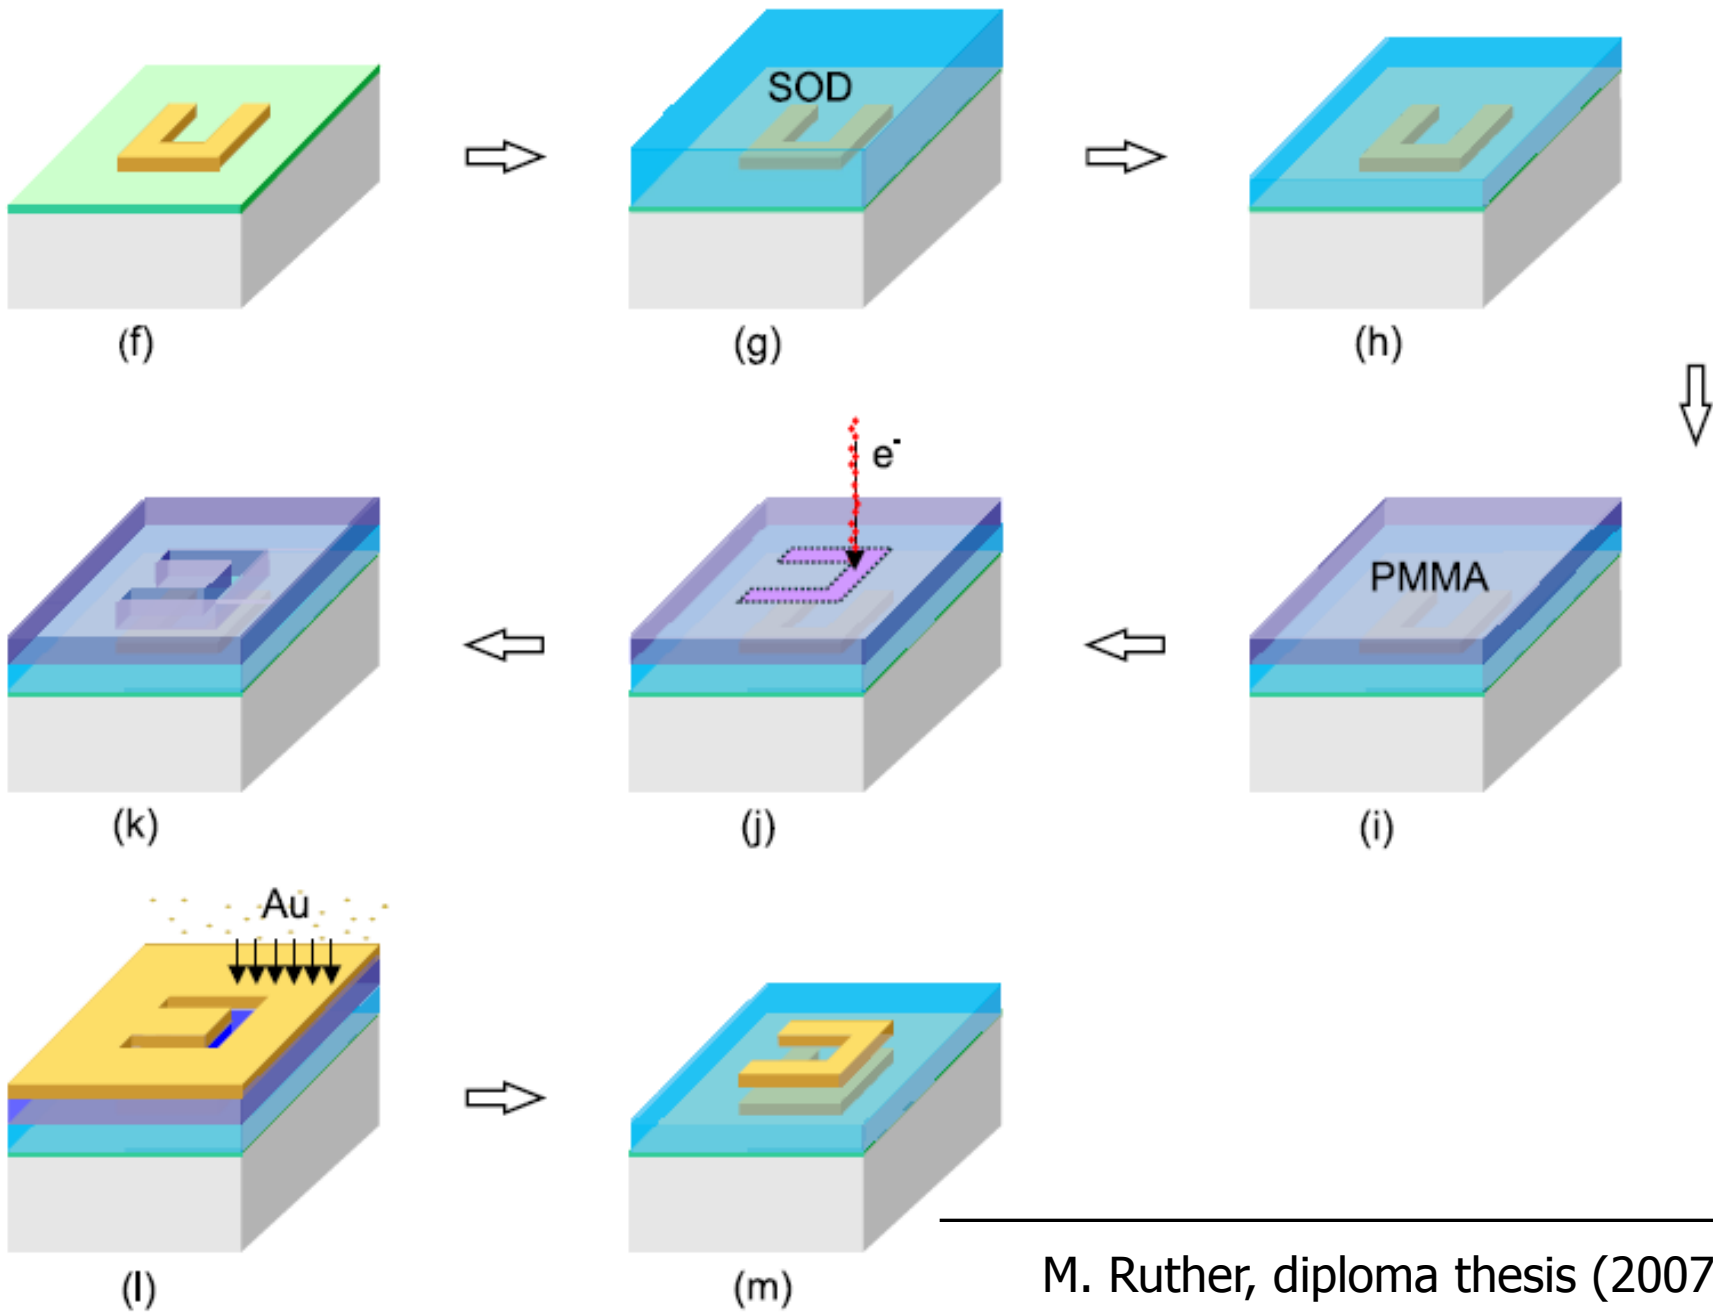 SOD
(f)
(g)
(h)
e-
PMMA
(k)
(j)
(i)
Au
(l)
(m)
M. Ruther, diploma thesis (2007